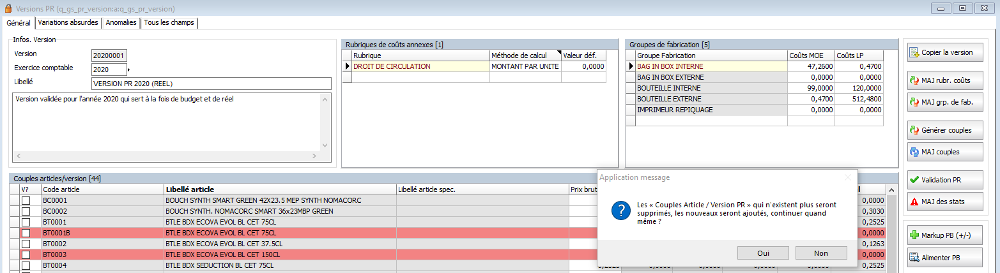 Versions PR (q_gs_pr_version:a:q_gs_pr_version)
Général Variations absurdes Anomalies Tous les champs
Infos. Version
Version 20200001
Exercice comptable 2020
Libellé VERSION PR 2020 (REEL)
Version validée pour l'année 2020 qui sert à la fois de budget et de réel
Rubriques de coûts annexes [1]
Rubrique Méthode de calcul Valeur déf.
DROIT DE CIRCULATION MONTANT PAR UNITE 0,0000
Groupes de fabrication [5]
Groupe Fabrication Coûts MOE Coûts LP
BAG IN BOX INTERNE 47,2600 0,4700
BAG IN BOX EXTERNE 0,0000 0,0000
BOUTEILLE INTERNE 99,0000 120,0000
BOUTEILLE EXTERNE 0,4700 512,4800
IMPRIMEUR REPIQUAGE 0,0000 0,0000
Copier la version
MAJ rubr. coûts
MAJ grp. de fab.
Générer couples
MAJ couples
Validation PR
MAJ des stats
Markup PB (+/-)
Alimenter PB
Couples articles/version [44]
V? Code article Libellé article Libellé article spec. Prix brut
BC0001 BOUCH SYNTH SMART GREEN 42X23.5 MEP SYNTH NOMACORC 0,0000
BC0002 BOUCH SYNTH. NOMACORC SMART 36x23MBP GREEN 0,3030
BT0001 BTLE BDX ECOVA EVOL BL CET 75CL 0,2525
BT0001B BTLE BDX ECOVA EVOL BL CET 75CL 0,0000
BT0002 BTLE BDX ECOVA EVOL BL CET 37.5CL 0,1263
BT0003 BTLE BDX ECOVA EVOL BL CET 150CL 0,0000
BT0004 BTLE BDX SEDUCTION BL CET 75CL 0,2525
Application message
Les « Couples Article / Version PR » qui n'existent plus seront
supprimés, les nouveaux seront ajoutés, continuer quand
même ?
Oui Non